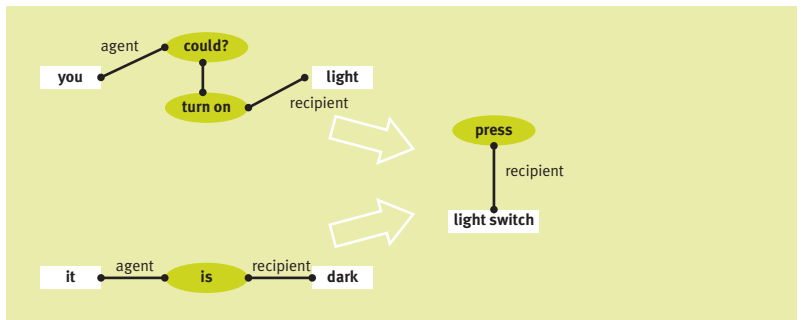 agent
could?
you
light
turn on
recipient
press
recipient
light switch
it
agent
is
recipient
dark